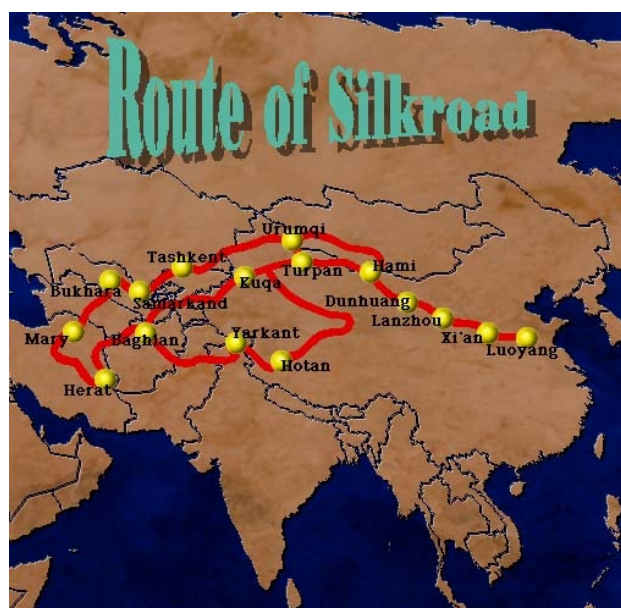 Route of Silkroad
Urumqi
Tashkent
Turpan
Hami
Kuqa
Bukhara
Samarkand
Dunhuang
Lanzhou
Mary
Baghlan
Yarkant
Xi'an
Luoyang
Hotan
Herat